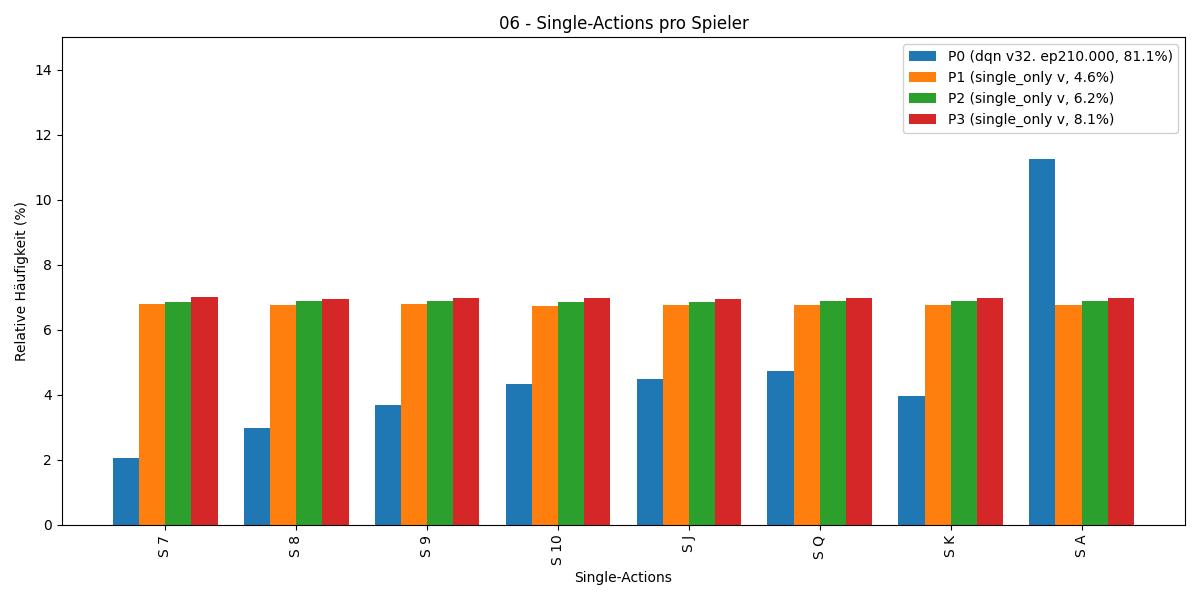 06 - Single-Actions pro Spieler
P0 (dqn v32. ep210.000, 81.1%)
P1 (single_only v, 4.6%)
P2 (single_only v, 6.2%)
P3 (single_only v, 8.1%)
Relative Häufigkeit (%)
14
12
10
8
6
4
2
0
S 7
S 8
S 9
S 10
S J
S Q
S K
S A
Single-Actions